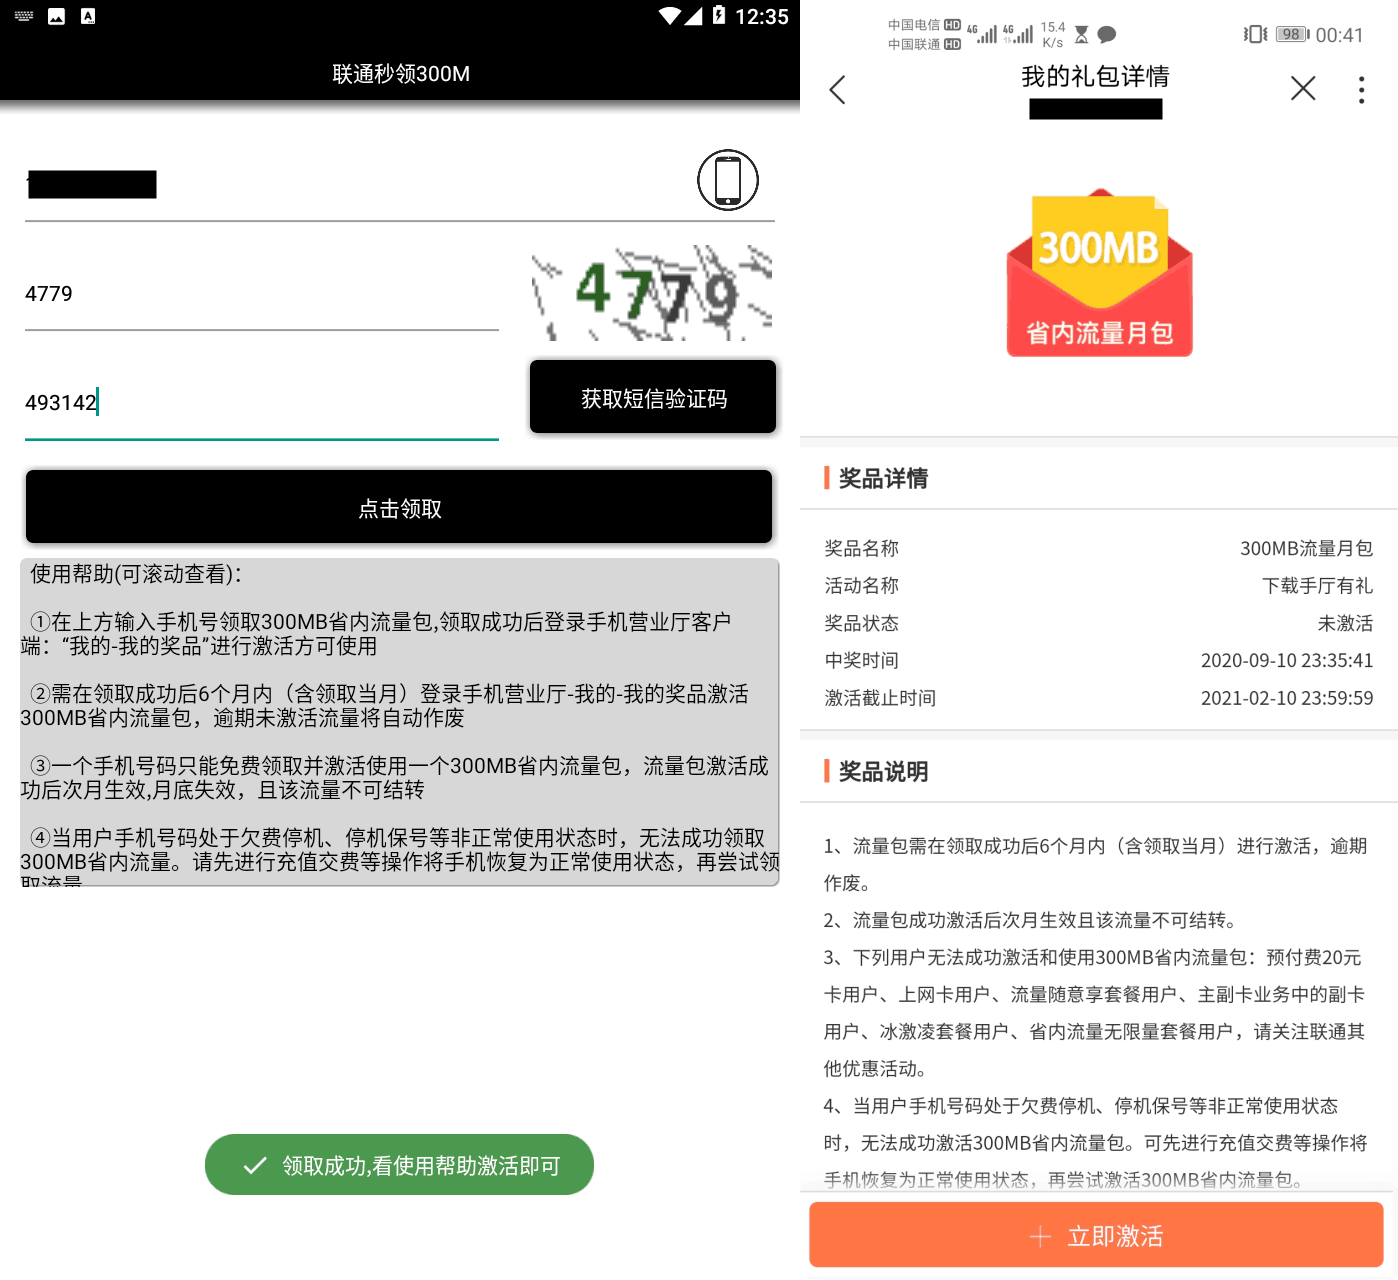 12:35
联通秒领300M
4779
4779
493142
获取短信验证码
点击领取
使用帮助(可滚动查看):
①在上方输入手机号领取300MB省内流量包,领取成功后登录手机营业厅客户
端：“我的-我的奖品”进行激活方可使用
②需在领取成功后6个月内（含领取当月）登录手机营业厅-我的-我的奖品激活
300MB省内流量包，逾期未激活流量将自动作废
③一个手机号码只能免费领取并激活使用一个300MB省内流量包，流量包激活成
功后次月生效,月底失效，且该流量不可结转
④当用户手机号码处于欠费停机、停机保号等非正常使用状态时，无法成功领取
300MB省内流量。请先进行充值交费等操作将手机恢复为正常使用状态，再尝试领
取流量
领取成功,看使用帮助激活即可
中国电信 HD
中国联通 HD
4G 4G
15.4
K/s
98
00:41
我的礼包详情
300MB
省内流量月包
奖品详情
奖品名称 300MB流量月包
活动名称 下载手厅有礼
奖品状态 未激活
中奖时间 2020-09-10 23:35:41
激活截止时间 2021-02-10 23:59:59
奖品说明
1、流量包需在领取成功后6个月内（含领取当月）进行激活，逾期
作废。
2、流量包成功激活后次月生效且该流量不可结转。
3、下列用户无法成功激活和使用300MB省内流量包：预付费20元
卡用户、上网卡用户、流量随意享套餐用户、主副卡业务中的副卡
用户、冰激凌套餐用户、省内流量无限量套餐用户，请关注联通其
他优惠活动。
4、当用户手机号码处于欠费停机、停机保号等非正常使用状态
时，无法成功激活300MB省内流量包。可先进行充值交费等操作将
手机恢复为正常使用状态，再尝试激活300MB省内流量包。
立即激活